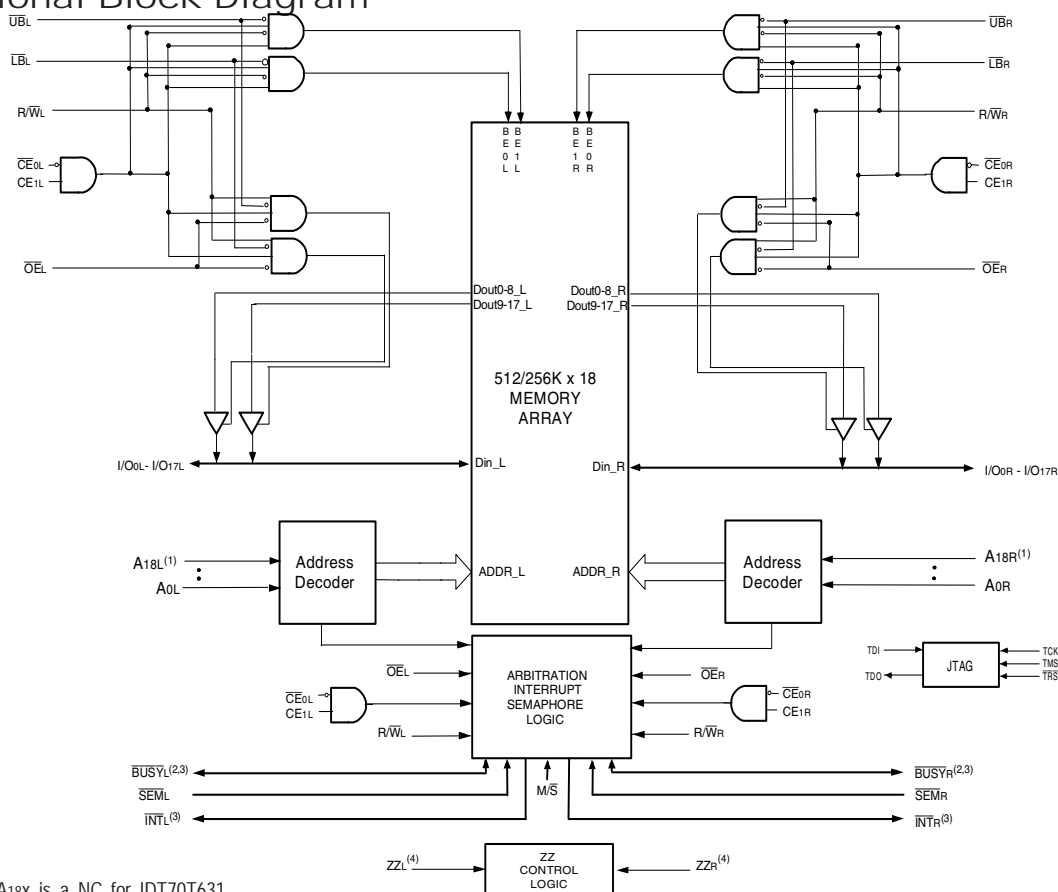 ional Block Diagram
UBL
UBR
LBL
LBR
R/WL
R/WR
CE0L
CE1L
CE0R
CE1R
OEL
OER
BE0L
BE1L
BE1R
BE0R
Dout0-8_L
Dout9-17_L
Dout0-8_R
Dout9-17_R
512/256K x 18
MEMORY
ARRAY
I/O0L- I/O17L
Din_L
Din_R
I/O0R - I/O17R
A18L(1)
A0L
Address
Decoder
ADDR_L
ADDR_R
Address
Decoder
A18R(1)
A0R
OEL
CE0L
CE1L
R/WL
ARBITRATION
INTERRUPT
SEMAPHORE
LOGIC
OER
CE0R
CE1R
R/WR
TDI
TDO
JTAG
TCK
TMS
TRS
BUSYL(2,3)
SEML
INTL(3)
M/S
BUSYR(2,3)
SEMR
INTR(3)
ZZL(4)
ZZ
CONTROL
LOGIC
ZZR(4)
A18X is a NC for IDT70T631